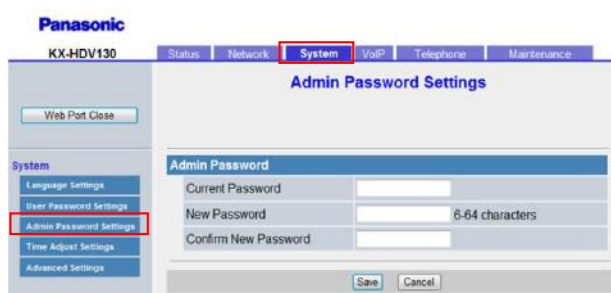 Panasonic
KX-HDV130
Status Network System VoIP Telephone Maintenance
Admin Password Settings
Web Port Close
System
Language Settings
User Password Settings
Admin Password Settings
Time Adjust Settings
Advanced Settings
Admin Password
Current Password
New Password 6-64 characters
Confirm New Password
Save Cancel